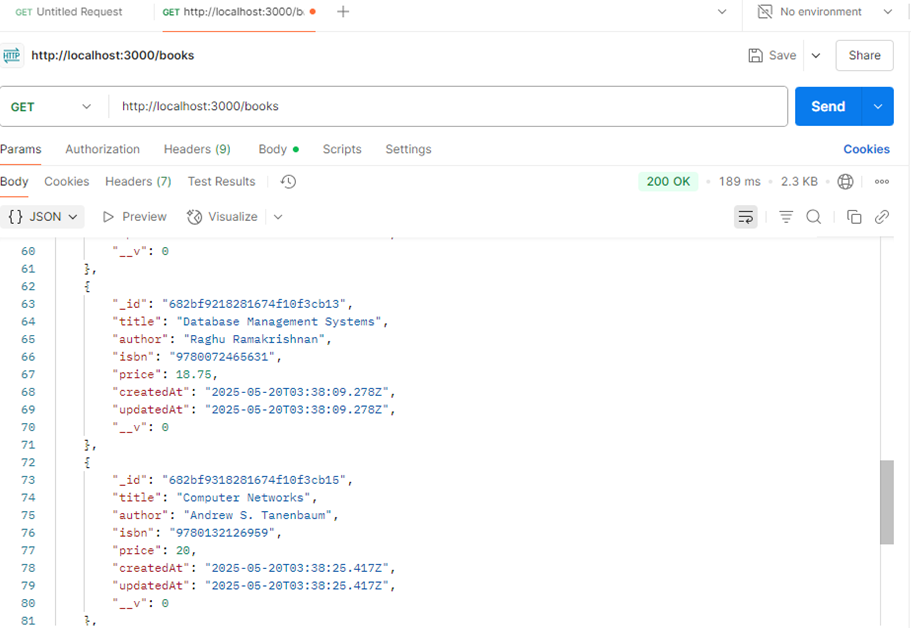 GET Untitled Request GET http://localhost:3000/b No environment
HTTP http://localhost:3000/books Save Share
GET http://localhost:3000/books Send
Params Authorization Headers (9) Body Scripts Settings Cookies
Body Cookies Headers (7) Test Results 200 OK 189 ms 2.3 KB
{} JSON Preview Visualize
60 "__v": 0
61 },
62 {
63 "_id": "682bf9218281674f10f3cb13",
64 "title": "Database Management Systems",
65 "author": "Raghu Ramakrishnan",
66 "isbn": "9780072465631",
67 "price": 18.75,
68 "createdAt": "2025-05-20T03:38:09.278Z",
69 "updatedAt": "2025-05-20T03:38:09.278Z",
70 "__v": 0
71 },
72 {
73 "_id": "682bf9318281674f10f3cb15",
74 "title": "Computer Networks",
75 "author": "Andrew S. Tanenbaum",
76 "isbn": "9780132126959",
77 "price": 20,
78 "createdAt": "2025-05-20T03:38:25.417Z",
79 "updatedAt": "2025-05-20T03:38:25.417Z",
80 "__v": 0
81 },